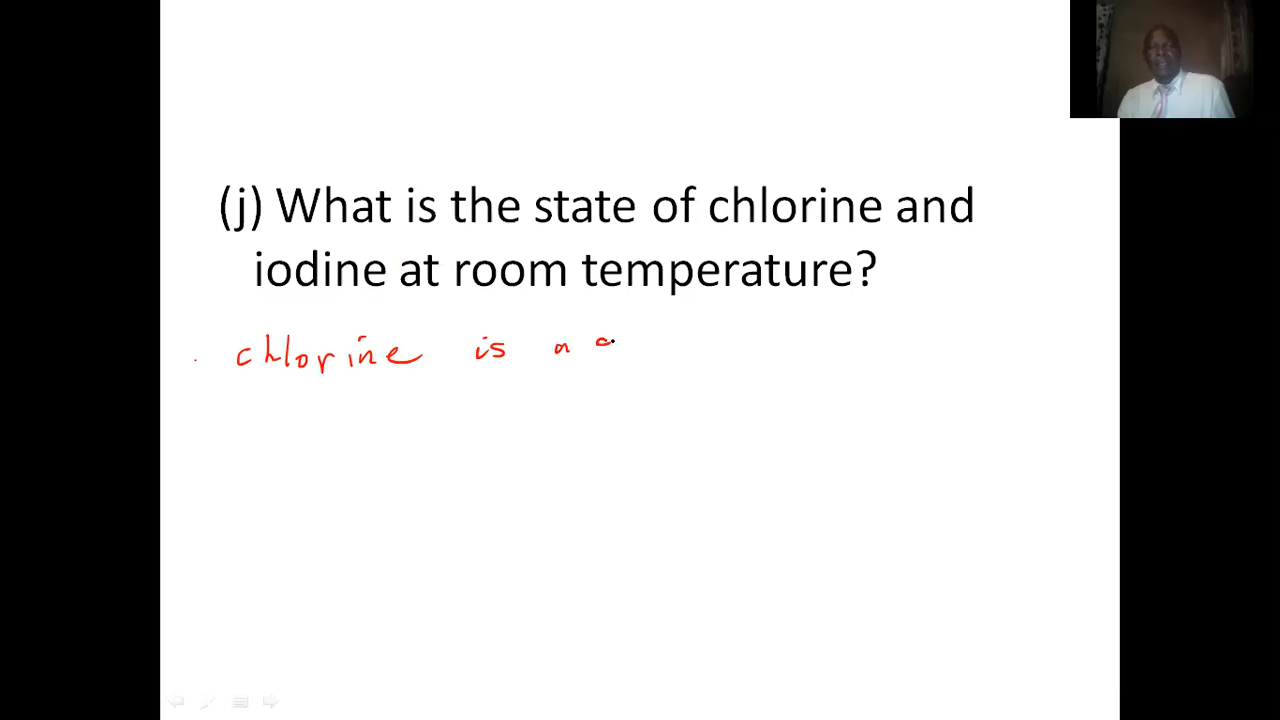 (j) What is the state of chlorine and
iodine at room temperature?
chlorine is a